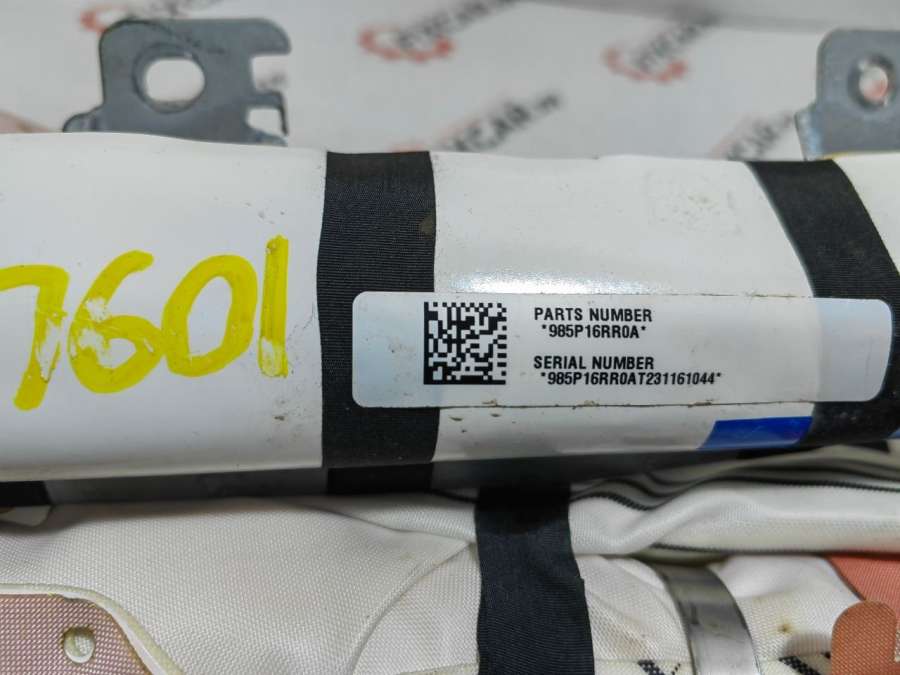 7601
PARTS NUMBER
*985P16RR0A*
SERIAL NUMBER
*985P16RR0AT231161044*